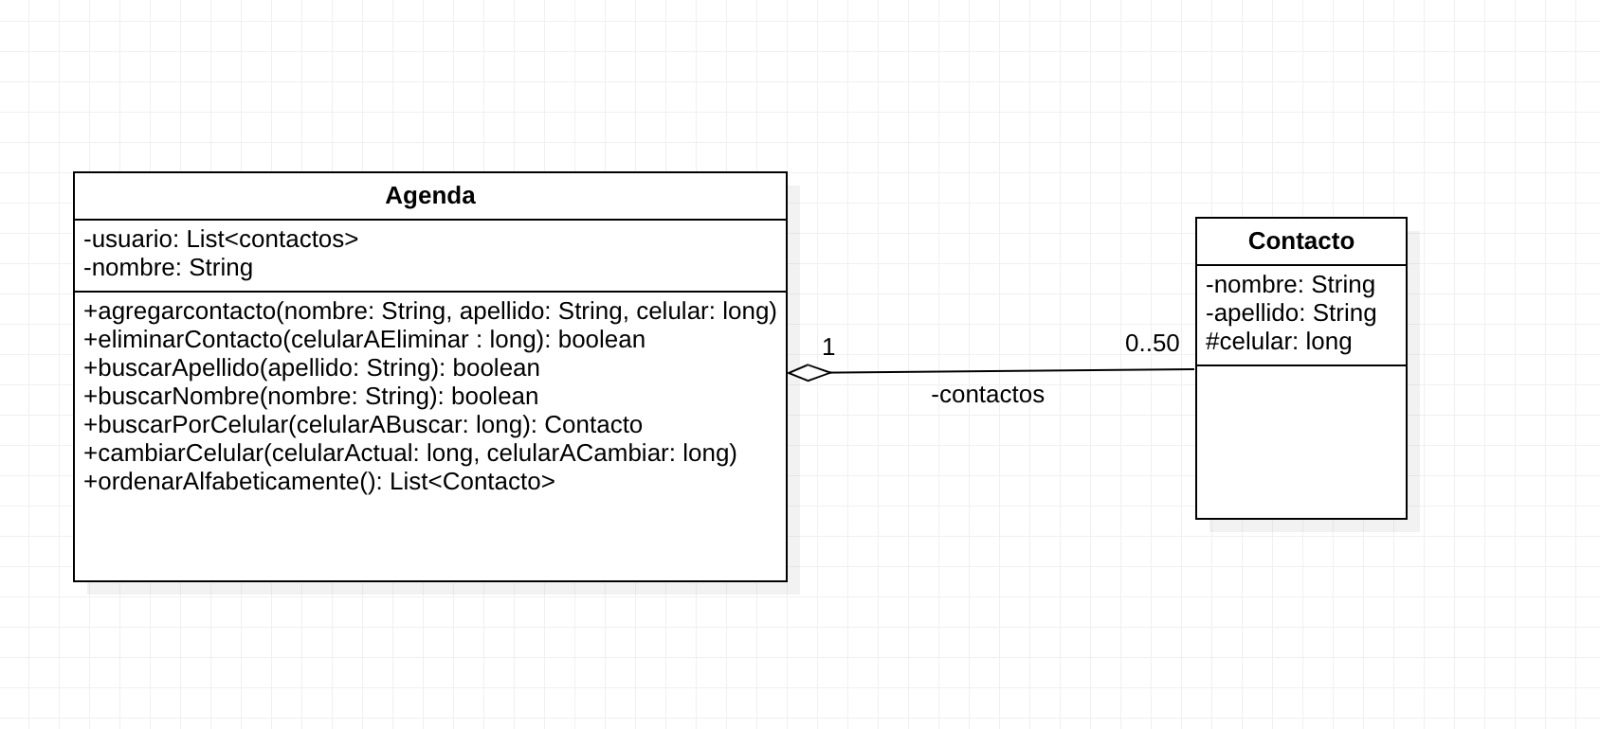 Agenda
-usuario: List<contactos>
-nombre: String
+agregarcontacto(nombre: String, apellido: String, celular: long)
+eliminarContacto(celularAEliminar : long): boolean
+buscarApellido(apellido: String): boolean
+buscarNombre(nombre: String): boolean
+buscarPorCelular(celularABuscar: long): Contacto
+cambiarCelular(celularActual: long, celularACambiar: long)
+ordenarAlfabeticamente(): List<Contacto>
1
0..50
-contactos
Contacto
-nombre: String
-apellido: String
#celular: long